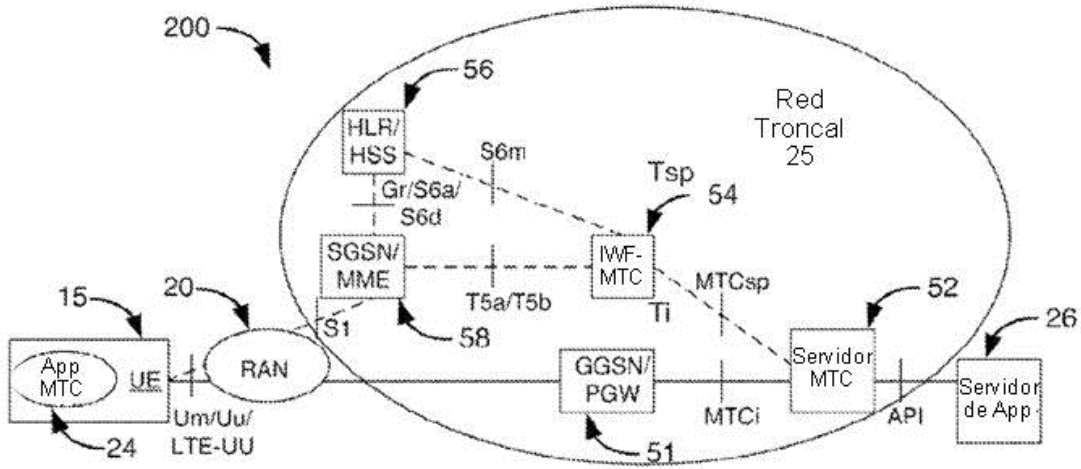 200
56
HLR/
HSS
Red
Troncal
25
S6m
Gr/S6a/
S6d
Tsp
54
SGSN/
MME
IWF-
MTC
MTCsp
T5a/T5b
Ti
52
15
20
S1
58
26
App
MTC
UE
RAN
GGSN/
PGW
Servidor
MTC
Servidor
de App.
Um/Uu/
LTE-UU
MTCi
API
24
51